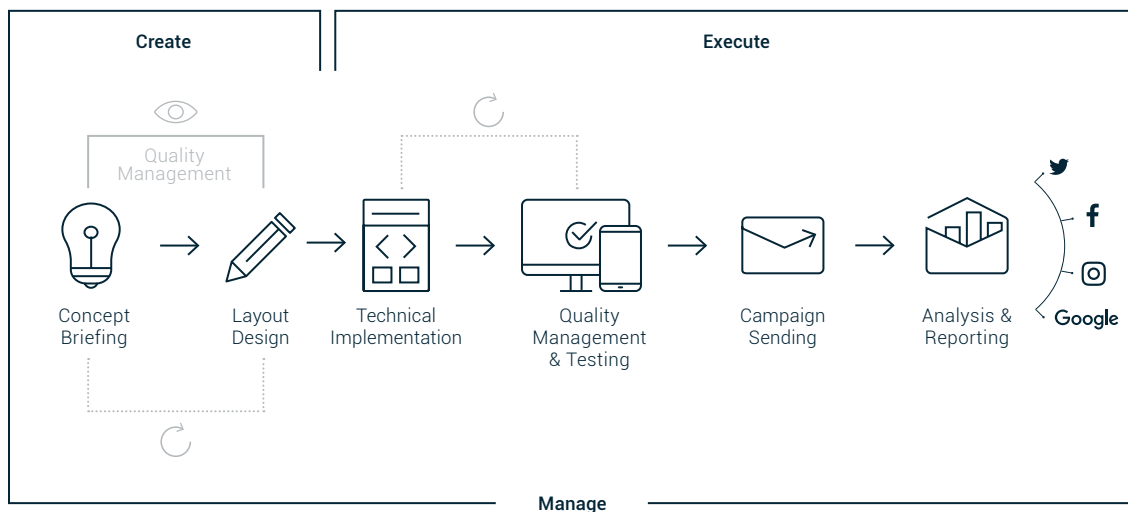 Create
Execute
Quality
Management
Concept
Briefing
Layout
Design
Technical
Implementation
Quality
Management
& Testing
Campaign
Sending
Analysis &
Reporting
Google
Manage